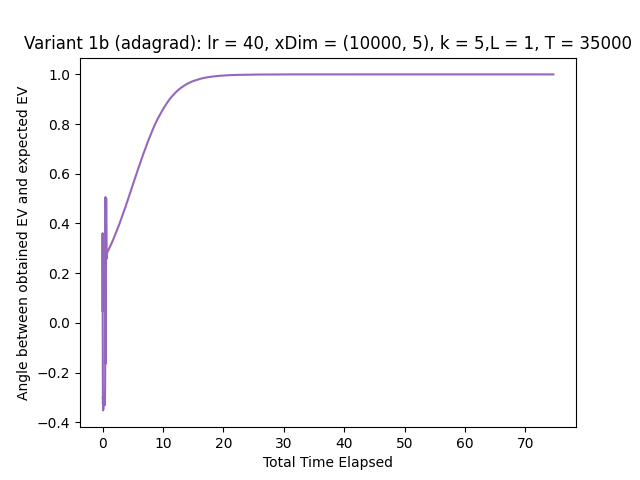 Variant 1b (adagrad): lr = 40, xDim = (10000, 5), k = 5,L = 1, T = 35000
Angle between obtained EV and expected EV
1.0
0.8
0.6
0.4
0.2
0.0
−0.2
−0.4
0 10 20 30 40 50 60 70
Total Time Elapsed